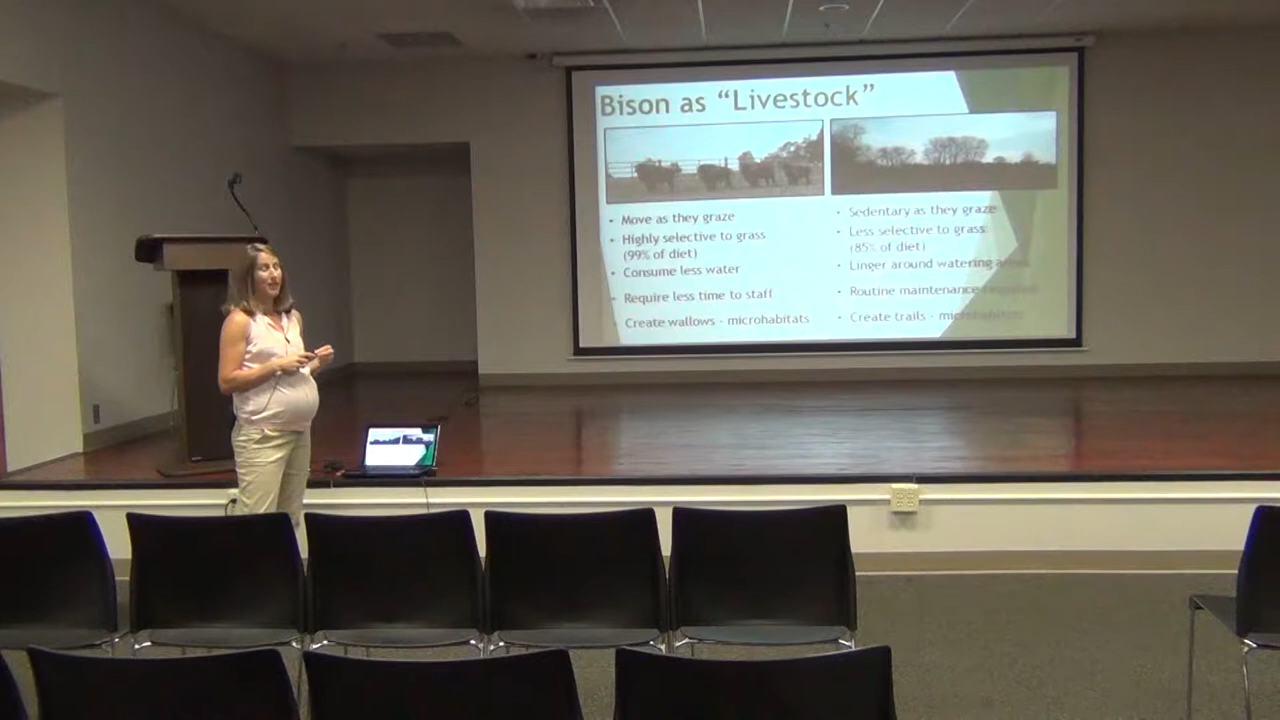 Bison as “Livestock”
• Move as they graze
• Highly selective to grass
(99% of diet)
• Consume less water
• Require less time to staff
• Create wallows - microhabitats
• Sedentary as they graze
• Less selective to grass
(85% of diet)
• Linger around watering
• Routine maintenance
• Create trails - microhabitats